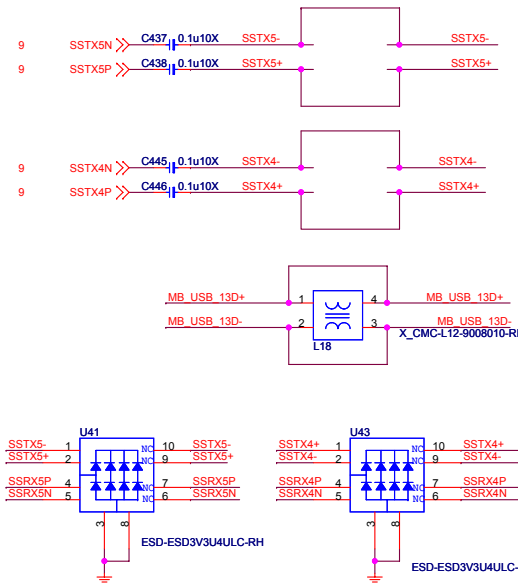 9 SSTX5N C437 0.1u10X SSTX5- SSTX5-
9 SSTX5P C438 0.1u10X SSTX5+ SSTX5+
9 SSTX4N C445 0.1u10X SSTX4- SSTX4-
9 SSTX4P C446 0.1u10X SSTX4+ SSTX4+
MB_USB_13D+ 1 4 MB_USB_13D+
MB_USB_13D- 2 3 MB_USB_13D-
X_CMC-L12-9008010-R
L18
U41 U43
SSTX5- 1 NC 10 SSTX5- SSTX4+ 1 NC 10 SSTX4+
SSTX5+ 2 NC 9 SSTX5+ SSTX4- 2 NC 9 SSTX4-
SSRX5P 4 NC 7 SSRX5P SSRX4P 4 NC 7 SSRX4P
SSRX5N 5 NC 6 SSRX5N SSRX4N 5 NC 6 SSRX4N
3 8 3 8
ESD-ESD3V3U4ULC-RH
ESD-ESD3V3U4ULC-